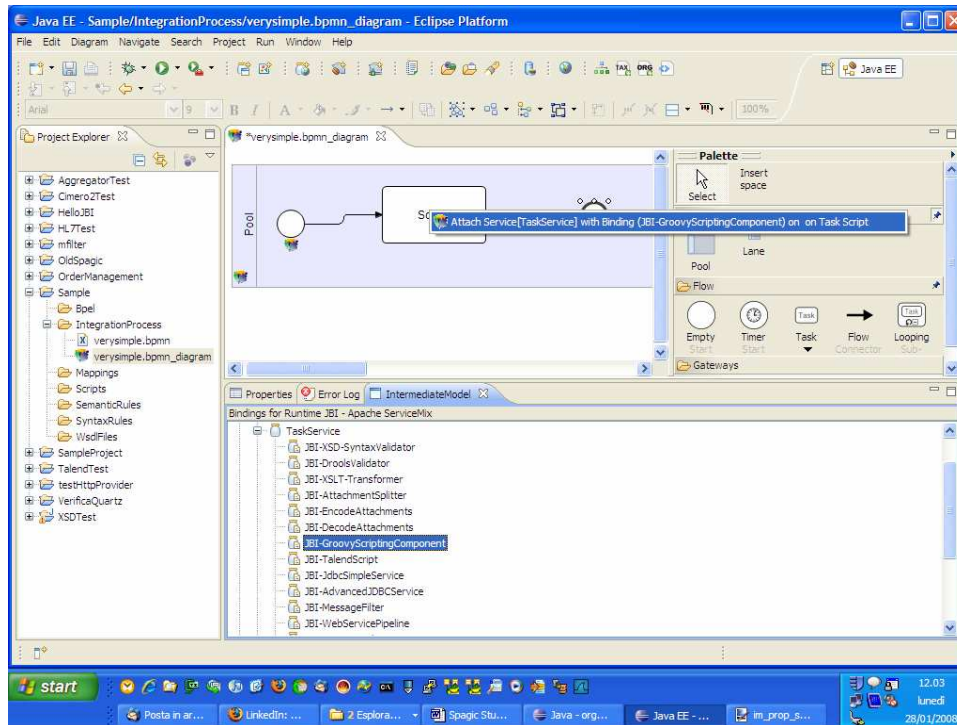 Java EE - Sample/IntegrationProcess/verysimple.bpmn_diagram - Eclipse Platform
File Edit Diagram Navigate Search Project Run Window Help
TAX ORG
Java EE
Arial 9 B I A 100%
Project Explorer
*verysimple.bpmn_diagram
AggregatorTest
Cimero2Test
HelloJBI
HL7Test
mfilter
OldSpagic
OrderManagement
Sample
Bpel
IntegrationProcess
verysimple.bpmn
verysimple.bpmn_diagram
Mappings
Scripts
SemanticRules
SyntaxRules
WsdlFiles
SampleProject
TalendTest
testHttpProvider
VerificaQuartz
XSDTest
Pool
Attach Service[TaskService] with Binding (JBI-GroovyScriptingComponent) on on Task Script
Palette
Select
Insert space
Pool
Lane
Flow
Task
Task
Empty Timer Task Flow Looping
Start Start Connector Sub-
Gateways
Properties Error Log IntermediateModel
Bindings for Runtime JBI - Apache ServiceMix
TaskService
JBI-XSD-SyntaxValidator
JBI-DroolsValidator
JBI-XSLT-Transformer
JBI-AttachmentSplitter
JBI-EncodeAttachments
JBI-DecodeAttachments
JBI-GroovyScriptingComponent
JBI-TalendScript
JBI-JdbcSimpleService
JBI-AdvancedJDBCService
JBI-MessageFilter
JBI-WebServicePipeline
start
Posta in ar...
LinkedIn: ...
2 Esplora...
Spagic Stu...
Java - org...
Java EE - ...
im_prop_s...
12.03
lunedì
28/01/2008